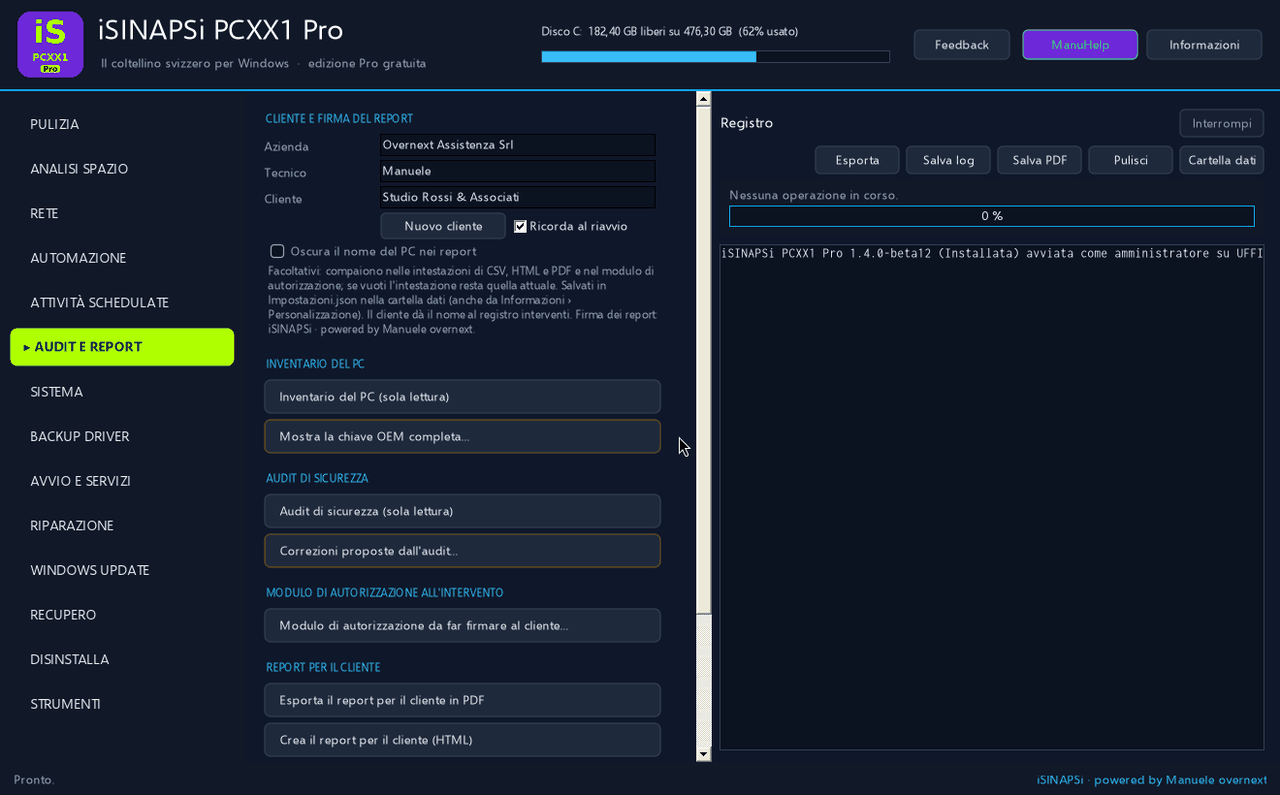 iS
PCXX1
Pro
iSINAPSi PCXX1 Pro
Il coltellino svizzero per Windows · edizione Pro gratuita
Disco C: 182,40 GB liberi su 476,30 GB (62% usato)
Feedback
ManuHelp
Informazioni
PULIZIA
ANALISI SPAZIO
RETE
AUTOMAZIONE
ATTIVITÀ SCHEDULATE
▸ AUDIT E REPORT
SISTEMA
BACKUP DRIVER
AVVIO E SERVIZI
RIPARAZIONE
WINDOWS UPDATE
RECUPERO
DISINSTALLA
STRUMENTI
CLIENTE E FIRMA DEL REPORT
Azienda Overnext Assistenza Srl
Tecnico Manuele
Cliente Studio Rossi & Associati
Nuovo cliente
Ricorda al riavvio
Oscura il nome del PC nei report
Facoltativi: compaiono nelle intestazioni di CSV, HTML e PDF e nel modulo di
autorizzazione; se vuoti l'intestazione resta quella attuale. Salvati in
Impostazioni.json nella cartella dati (anche da Informazioni ›
Personalizzazione). Il cliente dà il nome al registro interventi. Firma dei report:
iSINAPSi · powered by Manuele overnext.
INVENTARIO DEL PC
Inventario del PC (sola lettura)
Mostra la chiave OEM completa...
AUDIT DI SICUREZZA
Audit di sicurezza (sola lettura)
Correzioni proposte dall'audit...
MODULO DI AUTORIZZAZIONE ALL'INTERVENTO
Modulo di autorizzazione da far firmare al cliente...
REPORT PER IL CLIENTE
Esporta il report per il cliente in PDF
Crea il report per il cliente (HTML)
Registro
Interrompi
Esporta
Salva log
Salva PDF
Pulisci
Cartella dati
Nessuna operazione in corso.
0 %
iSINAPSi PCXX1 Pro 1.4.0-beta12 (Installata) avviata come amministratore su UFFI
Pronto.
iSINAPSi · powered by Manuele overnext